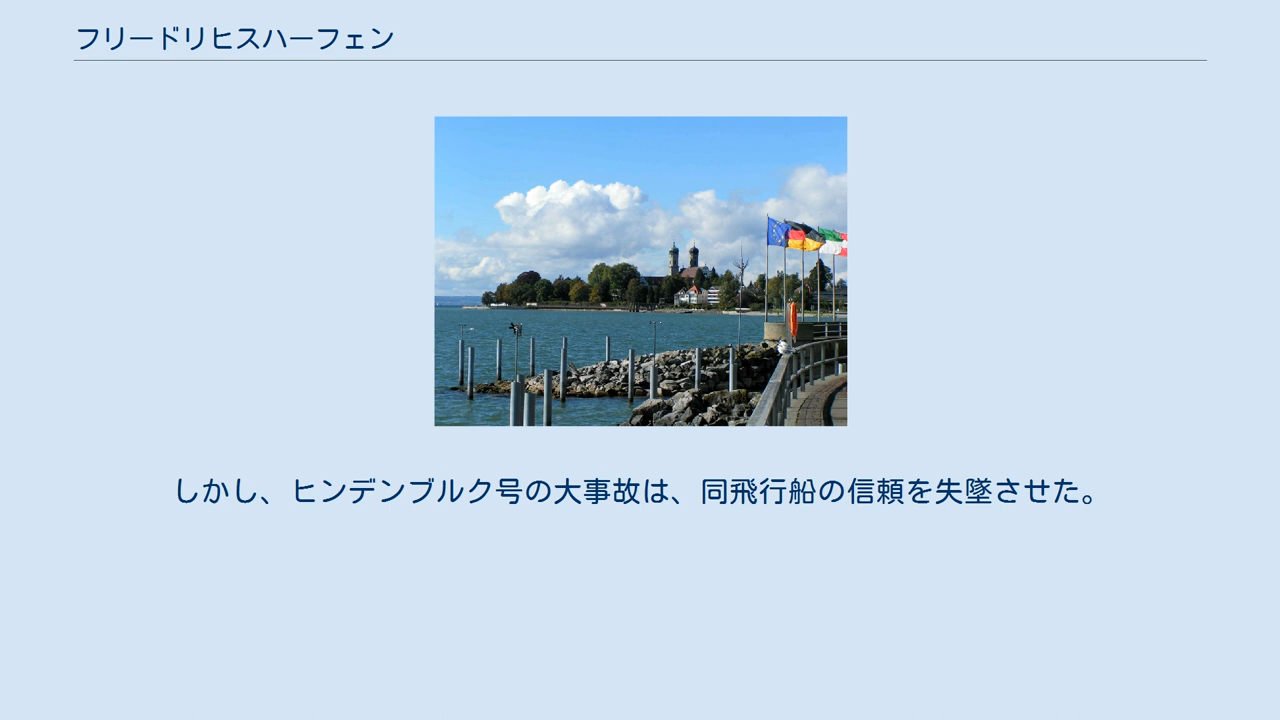 フリードリヒスハーフェン
しかし、ヒンデンブルク号の大事故は、同飛行船の信頼を失墜させた。